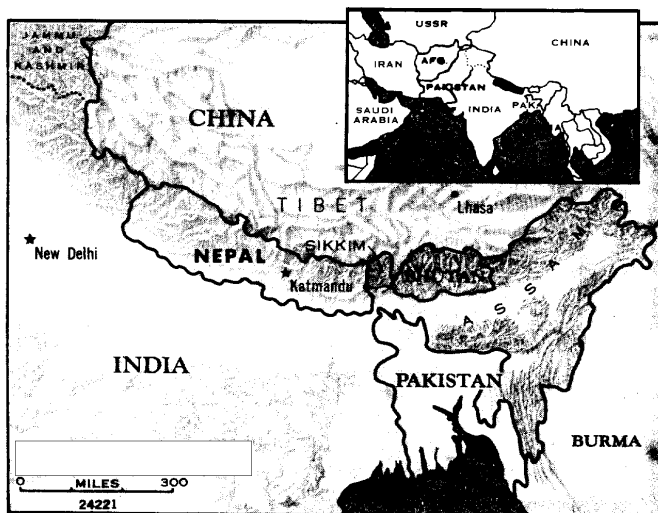 JAMMU
AND
KASHMIR
CHINA
TIBET
Lhasa
New Delhi
NEPAL
SIKKIM
Katmandu
BHUTAN
ASSAM
INDIA
PAKISTAN
BURMA
0 MILES 300
24221
USSR
CHINA
IRAN
AFG.
PAKISTAN
SAUDI
ARABIA
INDIA
PAK.